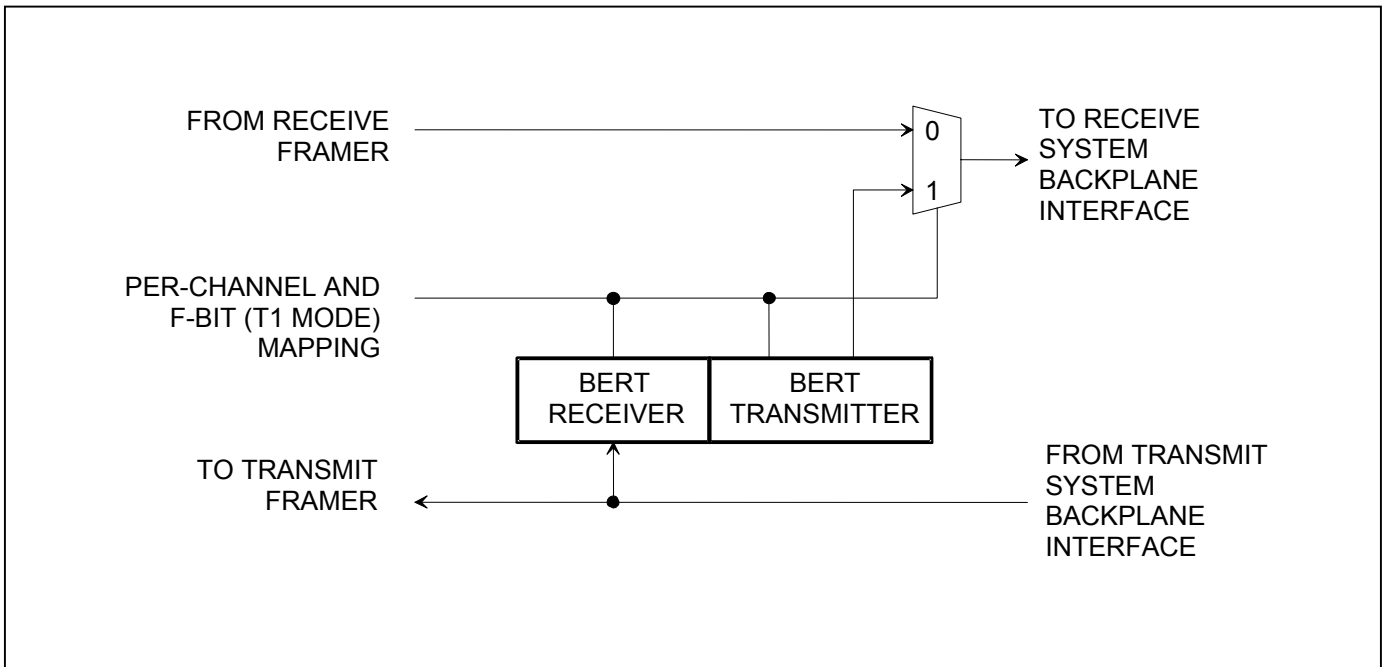 FROM RECEIVE
FRAMER
0
1
TO RECEIVE
SYSTEM
BACKPLANE
INTERFACE
PER-CHANNEL AND
F-BIT (T1 MODE)
MAPPING
BERT
RECEIVER
BERT
TRANSMITTER
TO TRANSMIT
FRAMER
FROM TRANSMIT
SYSTEM
BACKPLANE
INTERFACE